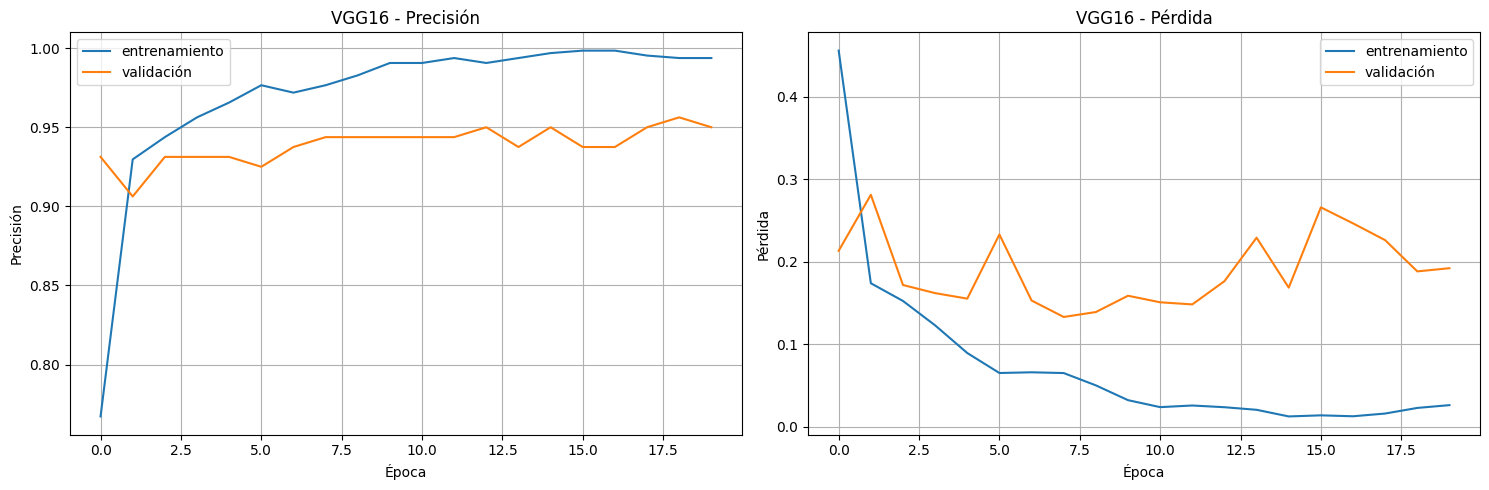 VGG16 - Precisión
entrenamiento
validación
1.00
0.95
0.90
0.85
0.80
Precisión
0.0 2.5 5.0 7.5 10.0 12.5 15.0 17.5
Época
VGG16 - Pérdida
entrenamiento
validación
0.4
0.3
0.2
0.1
0.0
Pérdida
0.0 2.5 5.0 7.5 10.0 12.5 15.0 17.5
Época